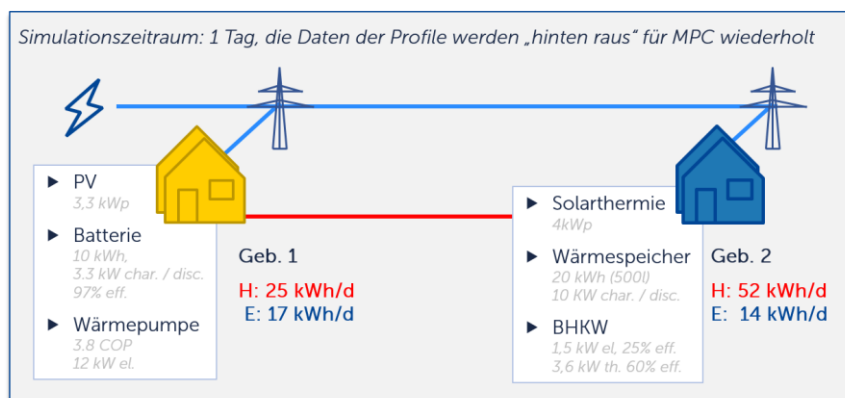 Simulationszeitraum: 1 Tag, die Daten der Profile werden „hinten raus“ für MPC wiederholt
PV
3,3 kWp
Batterie
10 kWh,
3.3 kW char. / disc.
97% eff.
Wärmepumpe
3.8 COP
12 kW el.
Geb. 1
H: 25 kWh/d
E: 17 kWh/d
Solarthermie
4kWp
Wärmespeicher
20 kWh (500l)
10 KW char. / disc.
BHKW
1,5 kW el, 25% eff.
3,6 kW th. 60% eff.
Geb. 2
H: 52 kWh/d
E: 14 kWh/d